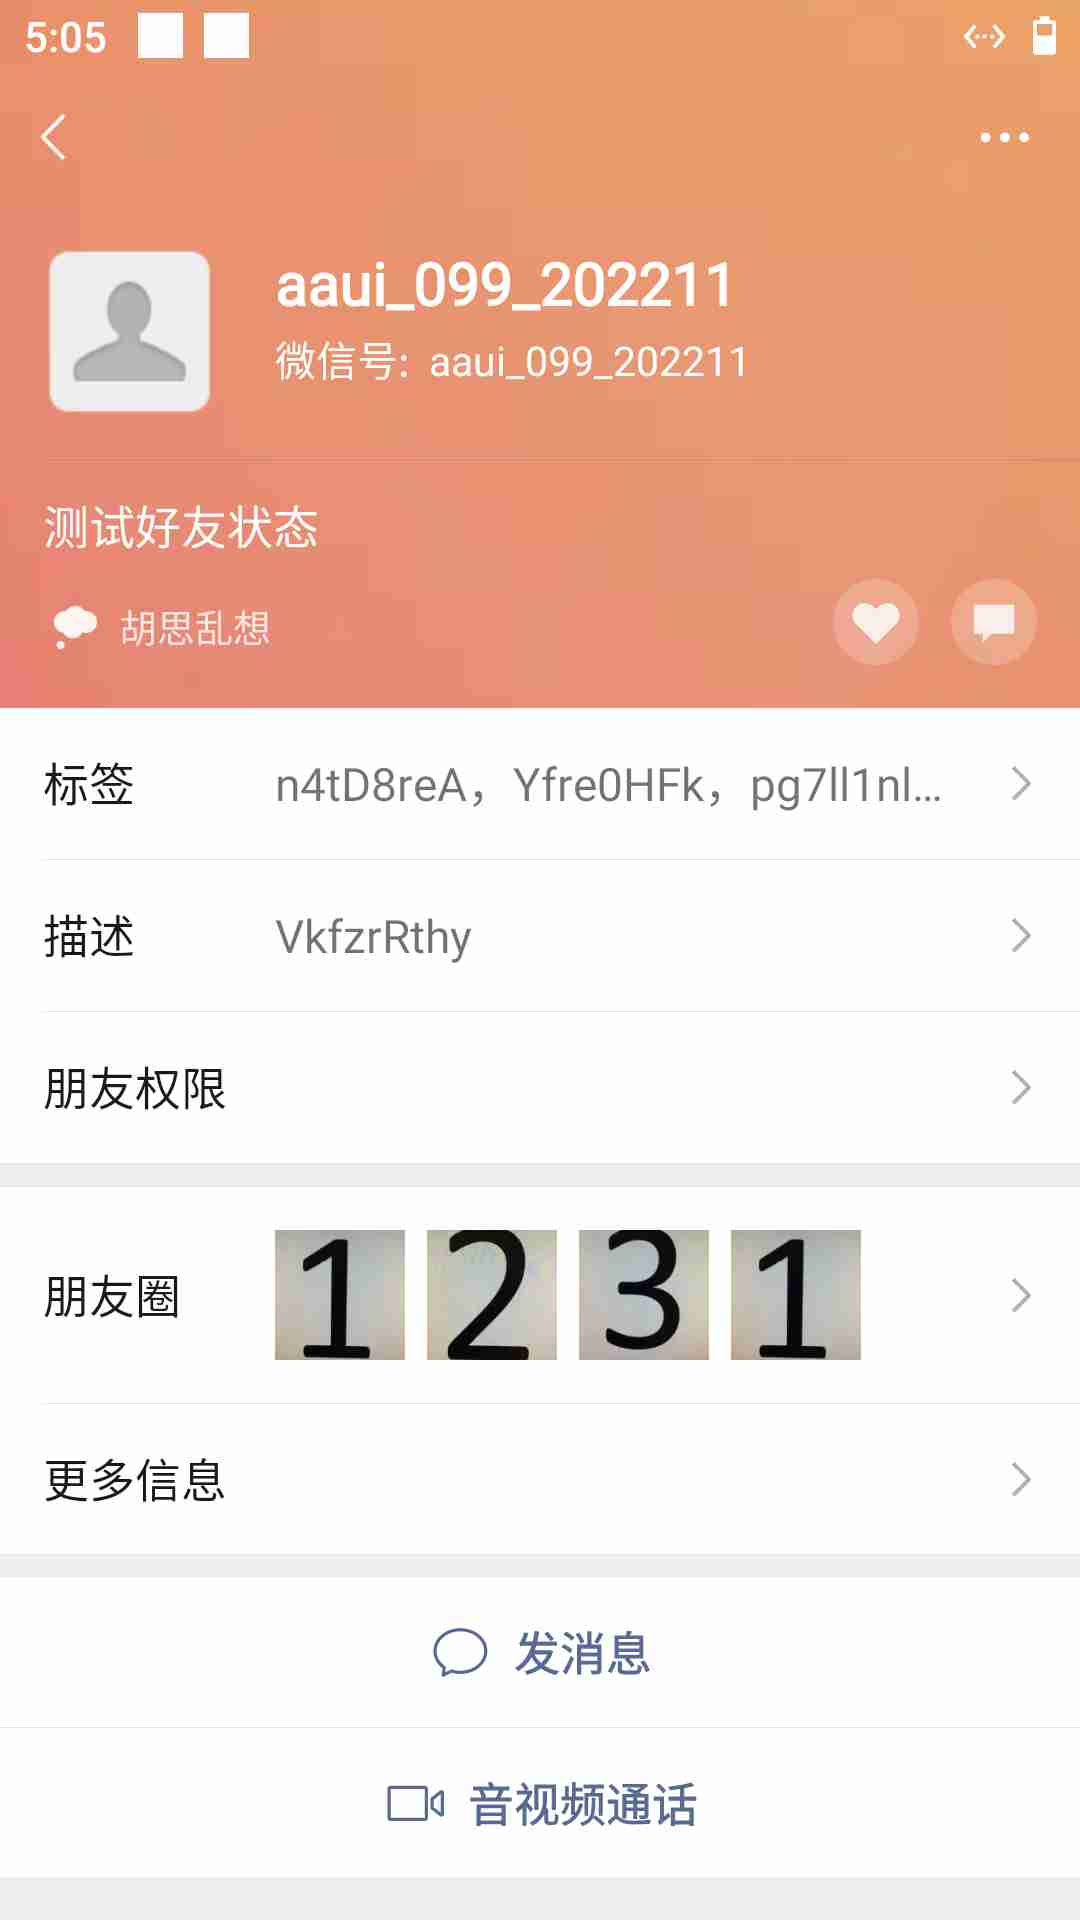 5:05
aaui_099_202211
微信号: aaui_099_202211
测试好友状态
胡思乱想
标签 n4tD8reA，Yfre0HFk，pg7ll1nl...
描述 VkfzrRthy
朋友权限
朋友圈 1 2 3 1
更多信息
发消息
音视频通话